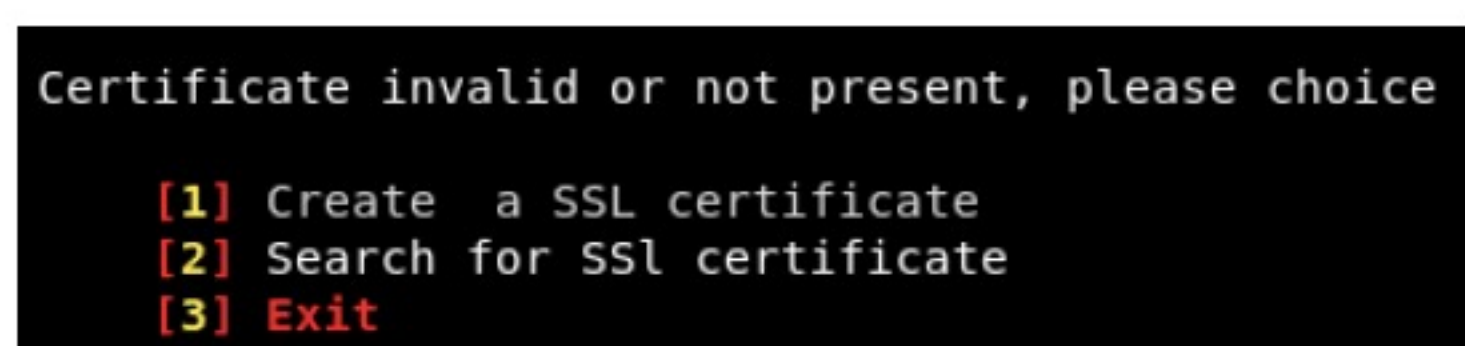 Certificate invalid or not present, please choice
[1] Create  a SSL certificate
[2] Search for SSl certificate
[3] Exit